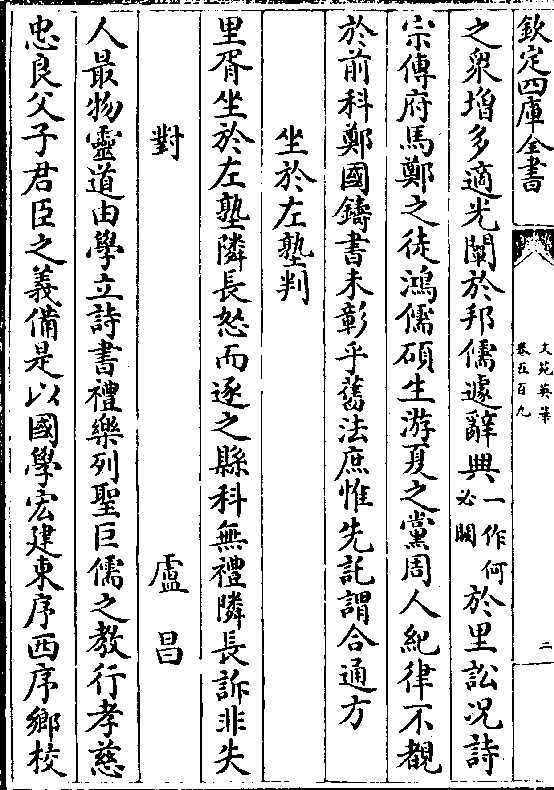 欽定四庫全書
文苑英華
卷五百九
二
之衆增多適光闡於邦儒遽辭典一作何必闕於里訟况詩
宗傳府馬鄭之徒鴻儒碩生游夏之黨周人紀律不覩
於前科鄭國鑄書未彰乎舊法庶惟先訖謂合通方
坐於左塾判
里胥坐於左塾隣長怒而逐之縣科無禮隣長訴非失
對
盧昌
人最物靈道由學立詩書禮樂列聖巨儒之教行孝慈
忠良父子君臣之義備是以國學宏建東序西序鄉校